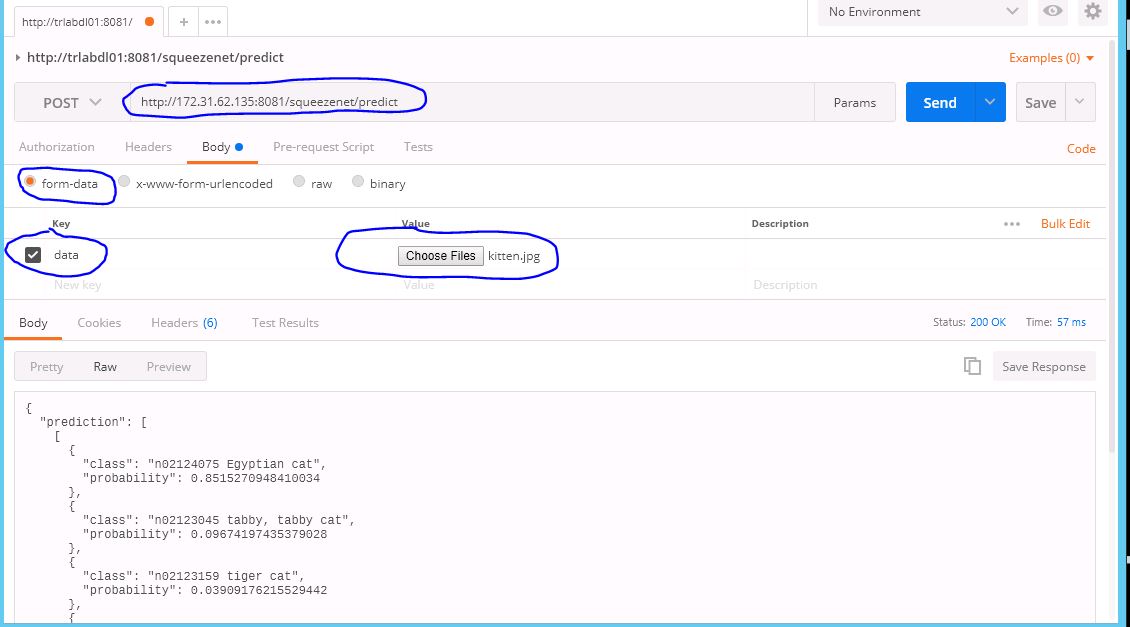 http://trlabdl01:8081/ + ••• No Environment
http://trlabdl01:8081/squeezenet/predict Examples (0)
POST http://172.31.62.135:8081/squeezenet/predict Params Send Save
Authorization Headers Body Pre-request Script Tests Code
form-data x-www-form-urlencoded raw binary
Key Value Description ••• Bulk Edit
data Choose Files kitten.jpg
New key Value Description
Body Cookies Headers (6) Test Results Status: 200 OK Time: 57 ms
Pretty Raw Preview Save Response
{
"prediction": [
[
{
"class": "n02124075 Egyptian cat",
"probability": 0.8515270948410034
},
{
"class": "n02123045 tabby, tabby cat",
"probability": 0.09674197435379028
},
{
"class": "n02123159 tiger cat",
"probability": 0.03909176215529442
},
{